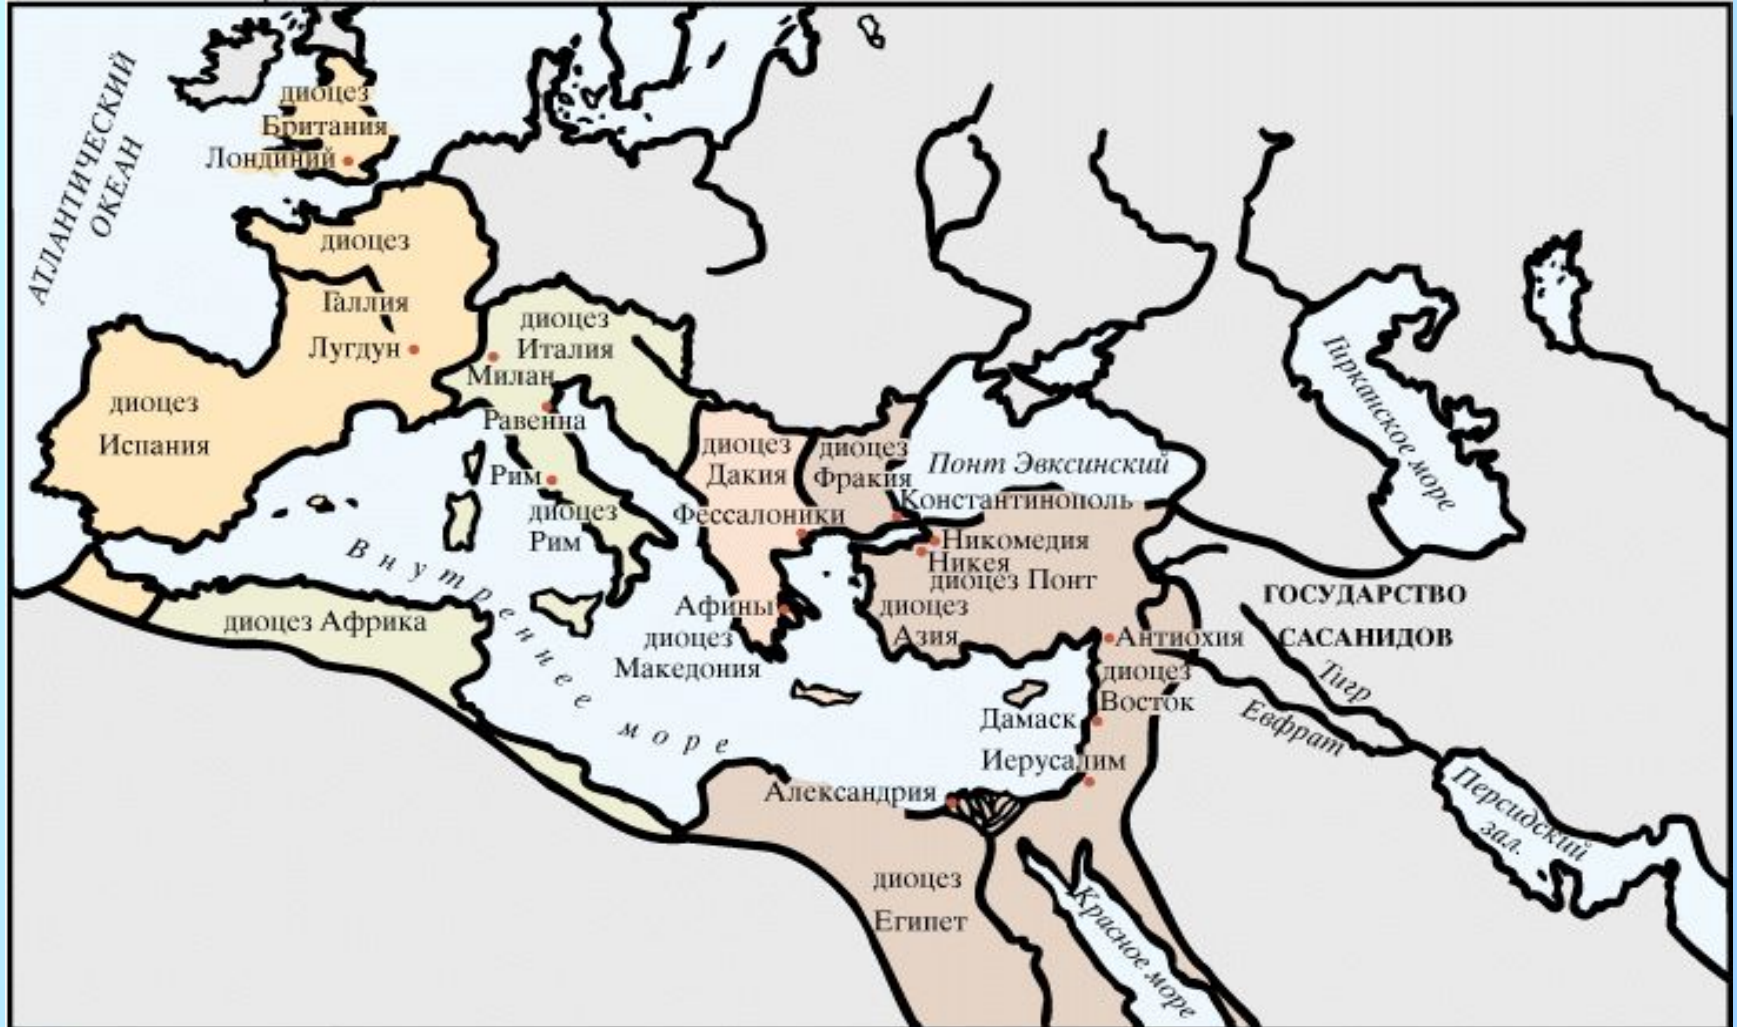 АТЛАНТИЧЕСКИЙ
ОКЕАН
диоцез
Британия
Лондиний
диоцез
Галлия
Лугдун
диоцез
Испания
диоцез
Италия
Милан
Равенна
Рим
диоцез
Рим
диоцез
Дакия
диоцез
Фракия
Фессалоники
Понт Эвксинский
Константинополь
Никомедия
Никея
диоцез Понт
диоцез
Азия
Афины
диоцез
Македония
диоцез Африка
Внутреннее море
Гирканское море
ГОСУДАРСТВО
САСАНИДОВ
Антиохия
диоцез
Восток
Тигр
Евфрат
Дамаск
Иерусалим
Александрия
диоцез
Египет
Красное море
Персидский
зал.